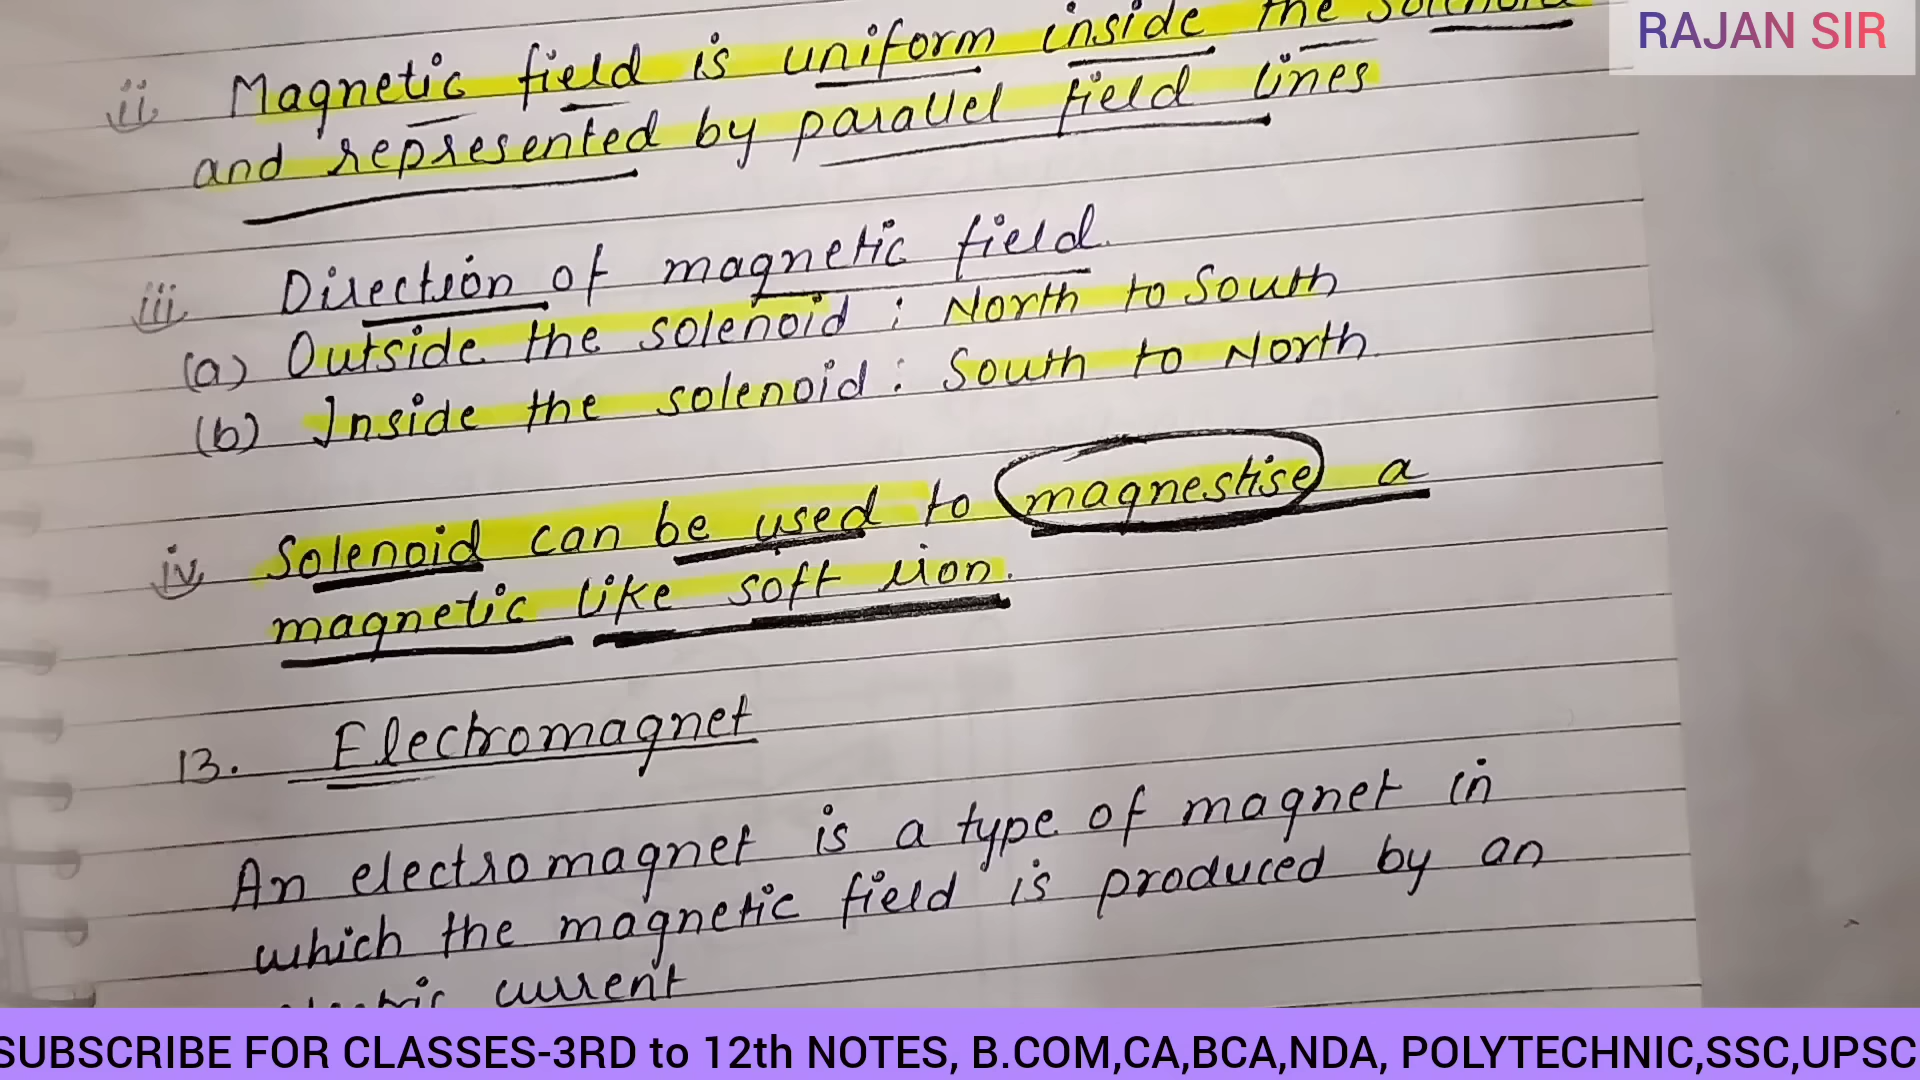 RAJAN SIR
ii, Magnetic field is uniform inside the solenoid
and represented by parallel field lines
iii, Direction of magnetic field.
(a) Outside the solenoid : North to South
(b) Inside the solenoid : South to North.
iv, Solenoid can be used to magnestise a
magnetic like soft iron.
13. Electromagnet
An electromagnet is a type of magnet in
which the magnetic field is produced by an
electric current
SUBSCRIBE FOR CLASSES-3RD to 12th NOTES, B.COM,CA,BCA,NDA, POLYTECHNIC,SSC,UPSC